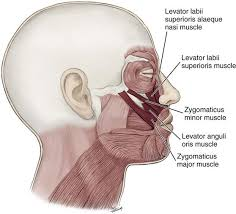 Levator labii
superioris alaeque
nasi muscle
Levator labii
superioris muscle
Zygomaticus
minor muscle
Levator anguli
oris muscle
Zygomaticus
major muscle